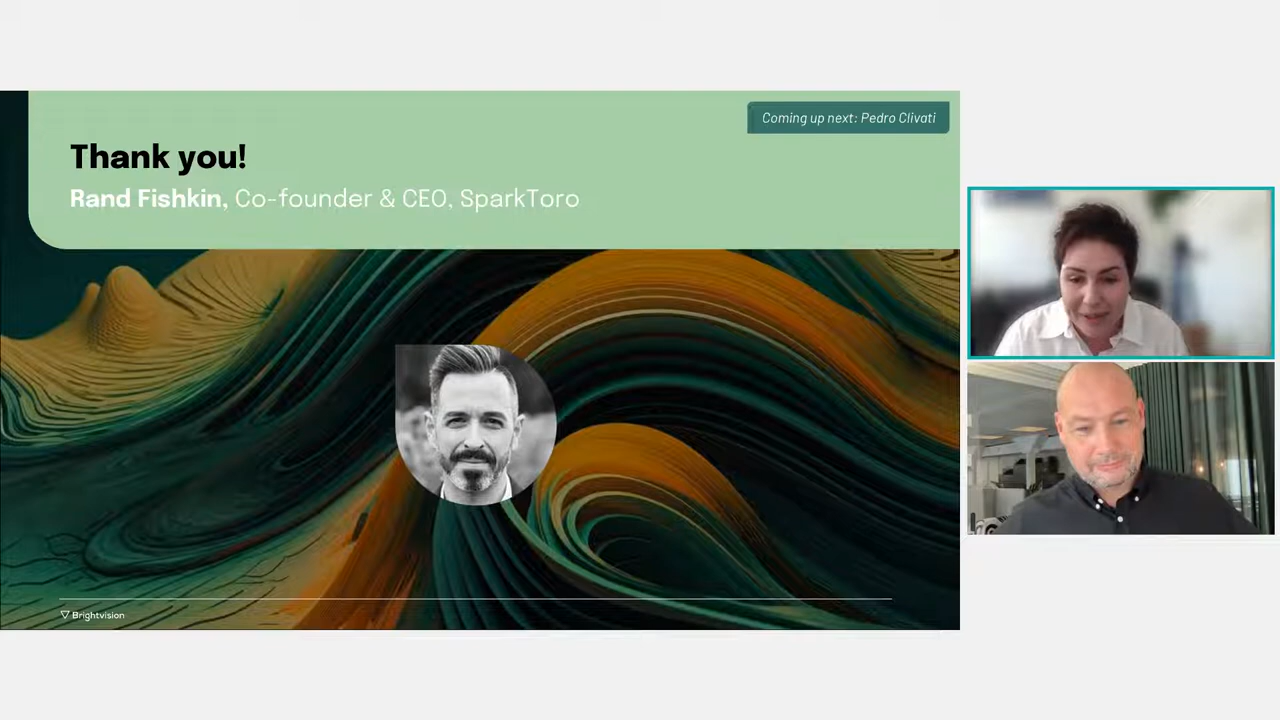 Coming up next: Pedro Clivati
Thank you!
Rand Fishkin, Co-founder & CEO, SparkToro
Brightvision